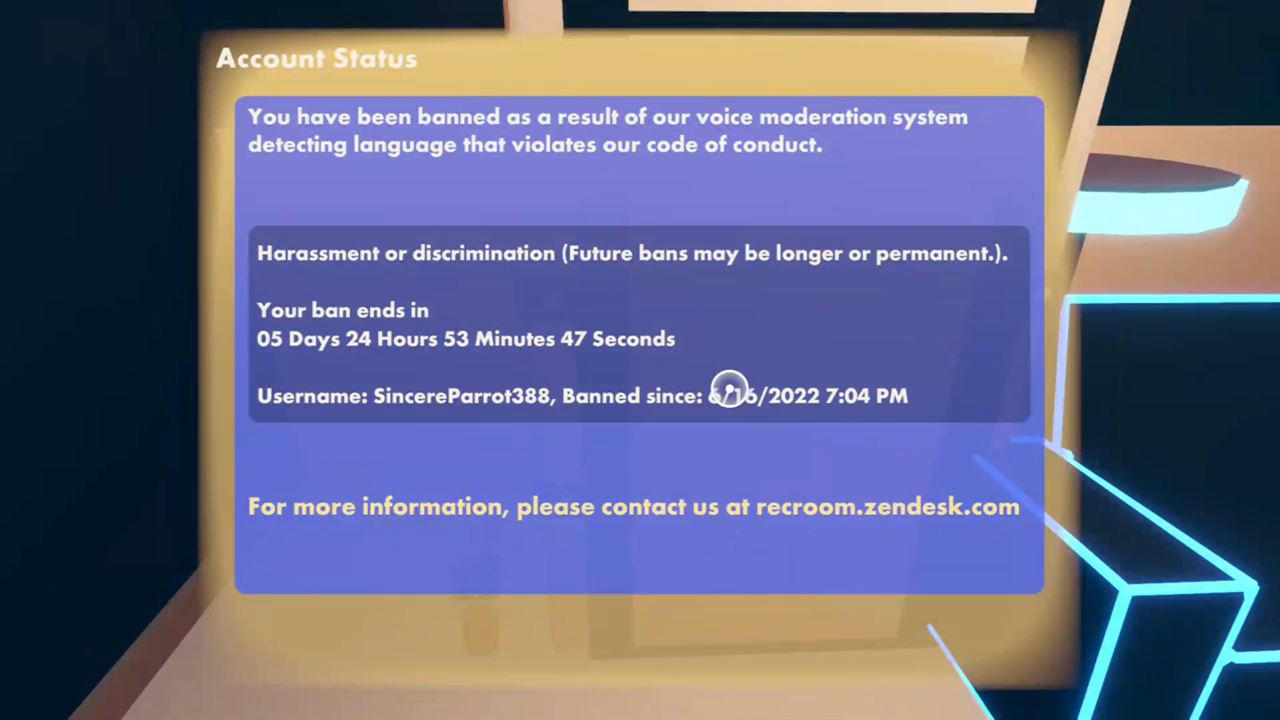 Account Status
You have been banned as a result of our voice moderation system
detecting language that violates our code of conduct.
Harassment or discrimination (Future bans may be longer or permanent.).
Your ban ends in
05 Days 24 Hours 53 Minutes 47 Seconds
Username: SincereParrot388, Banned since: 6/16/2022 7:04 PM
For more information, please contact us at recroom.zendesk.com